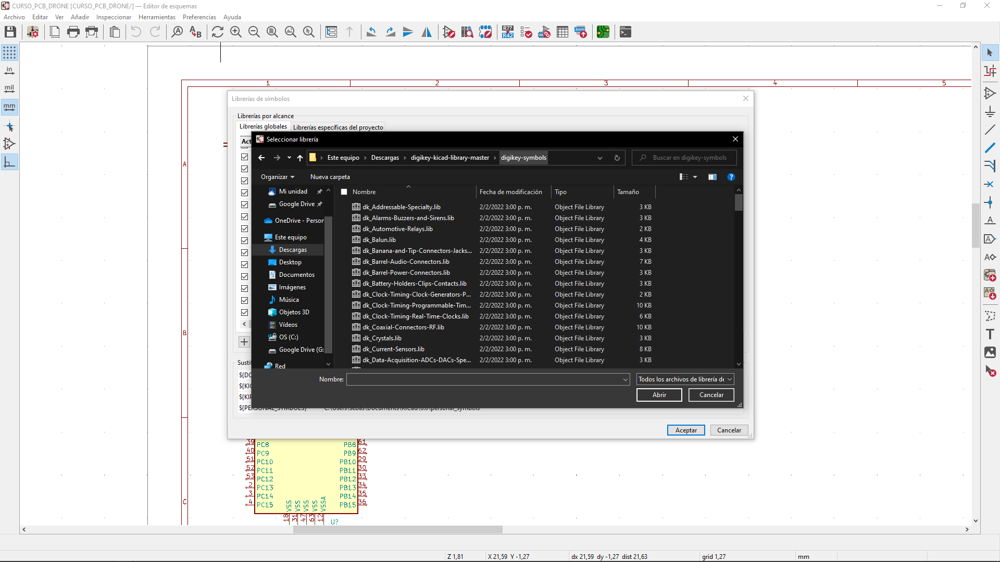 CURSO_PCB_DRONE [CURSO_PCB_DRONE/] — Editor de esquemas
Archivo Editar Ver Añadir Inspeccionar Herramientas Preferencias Ayuda
R??
R42
bom
in
mil
mm
1 2 3 4 5
A
B
C
Librerías de símbolos
Librerías por alcance
Librerías globales Librerías específicas del proyecto
Act
Seleccionar librería
Este equipo Descargas digikey-kicad-library-master digikey-symbols
Buscar en digikey-symbols
Organizar Nueva carpeta
Mi unidad
Google Drive
OneDrive - Person
Este equipo
Descargas
Desktop
Documentos
Imágenes
Música
Objetos 3D
Vídeos
OS (C:)
Google Drive (G:
Red
Nombre Fecha de modificación Tipo Tamaño
dk_Addressable-Specialty.lib 2/2/2022 3:00 p. m. Object File Library 3 KB
dk_Alarms-Buzzers-and-Sirens.lib 2/2/2022 3:00 p. m. Object File Library 3 KB
dk_Automotive-Relays.lib 2/2/2022 3:00 p. m. Object File Library 2 KB
dk_Balun.lib 2/2/2022 3:00 p. m. Object File Library 4 KB
dk_Banana-and-Tip-Connectors-Jacks... 2/2/2022 3:00 p. m. Object File Library 3 KB
dk_Barrel-Audio-Connectors.lib 2/2/2022 3:00 p. m. Object File Library 7 KB
dk_Barrel-Power-Connectors.lib 2/2/2022 3:00 p. m. Object File Library 3 KB
dk_Battery-Holders-Clips-Contacts.lib 2/2/2022 3:00 p. m. Object File Library 3 KB
dk_Clock-Timing-Clock-Generators-P... 2/2/2022 3:00 p. m. Object File Library 2 KB
dk_Clock-Timing-Programmable-Tim... 2/2/2022 3:00 p. m. Object File Library 10 KB
dk_Clock-Timing-Real-Time-Clocks.lib 2/2/2022 3:00 p. m. Object File Library 6 KB
dk_Coaxial-Connectors-RF.lib 2/2/2022 3:00 p. m. Object File Library 10 KB
dk_Crystals.lib 2/2/2022 3:00 p. m. Object File Library 3 KB
dk_Current-Sensors.lib 2/2/2022 3:00 p. m. Object File Library 8 KB
dk_Data-Acquisition-ADCs-DACs-Spe... 2/2/2022 3:00 p. m. Object File Library 3 KB
Nombre: Todos los archivos de librería de
Abrir Cancelar
Sustit
${DO
${KIC
${KIP
${PERSONAL_SYMBOLS} C:\Users\sebas\Documents\KiCad\6.0\personal_symbols
Aceptar Cancelar
39 PC8 PB8 61
40 PC9 PB9 62
51 PC10 PB10 29
52 PC11 PB11 30
53 PC12 PB12 33
2 PC13 PB13 34
3 PC14 PB14 35
4 PC15 PB15 36
VSS VSS VSS VSS VSSA
18 31 47 63 12
U?
Z 1,81 X 21,59 Y -1,27 dx 21,59 dy -1,27 dist 21,63 grid 1,27 mm